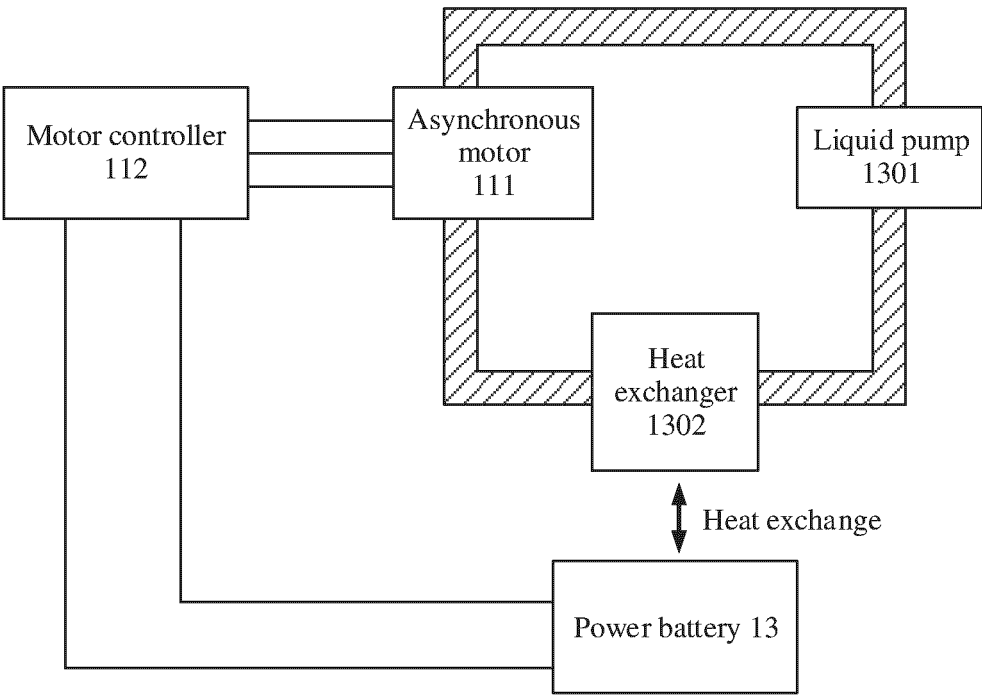 Motor controller
112
Asynchronous
motor
111
Liquid pump
1301
Heat
exchanger
1302
Heat exchange
Power battery 13